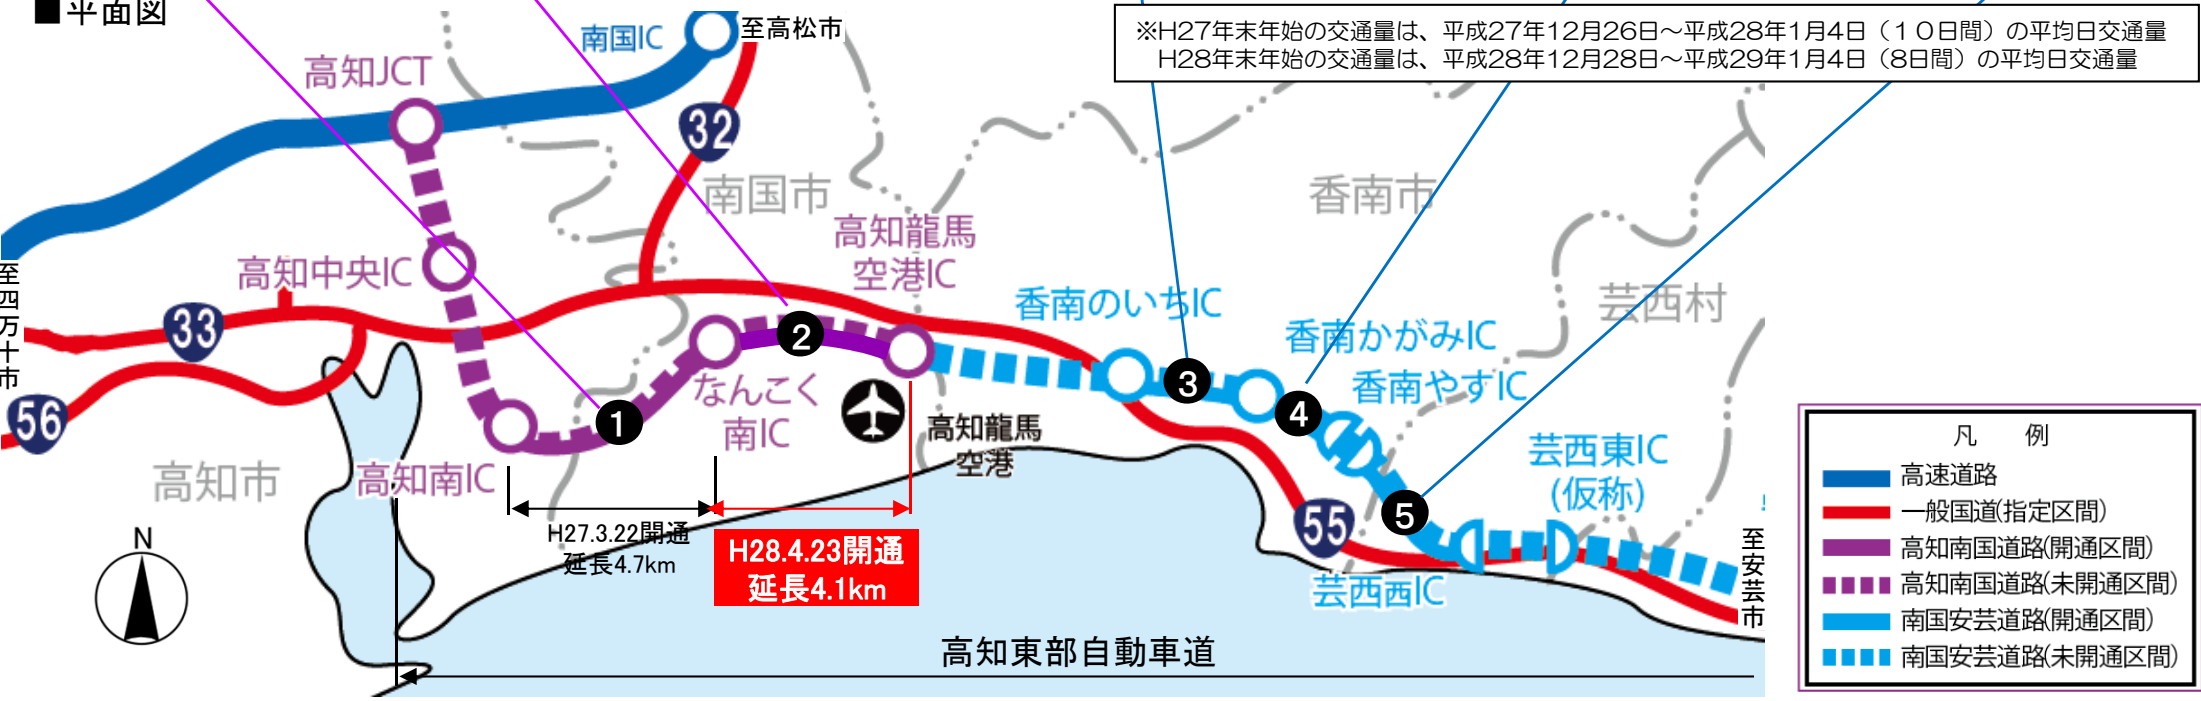 ■平面図
※H27年末年始の交通量は、平成27年12月26日～平成28年1月4日（１０日間）の平均日交通量
H28年末年始の交通量は、平成28年12月28日～平成29年1月4日（8日間）の平均日交通量
南国IC
至高松市
高知JCT
32
南国市
香南市
高知龍馬
空港IC
高知中央IC
至四万十市
33
香南のいちIC
芸西村
香南かがみIC
香南やすIC
2
3
4
1
なんこく
南IC
56
高知龍馬
空港
高知市
高知南IC
芸西東IC
(仮称)
5
55
H27.3.22開通
延長4.7km
H28.4.23開通
延長4.1km
芸西西IC
至安芸市
N
高知東部自動車道
凡　例
高速道路
一般国道(指定区間)
高知南国道路(開通区間)
高知南国道路(未開通区間)
南国安芸道路(開通区間)
南国安芸道路(未開通区間)